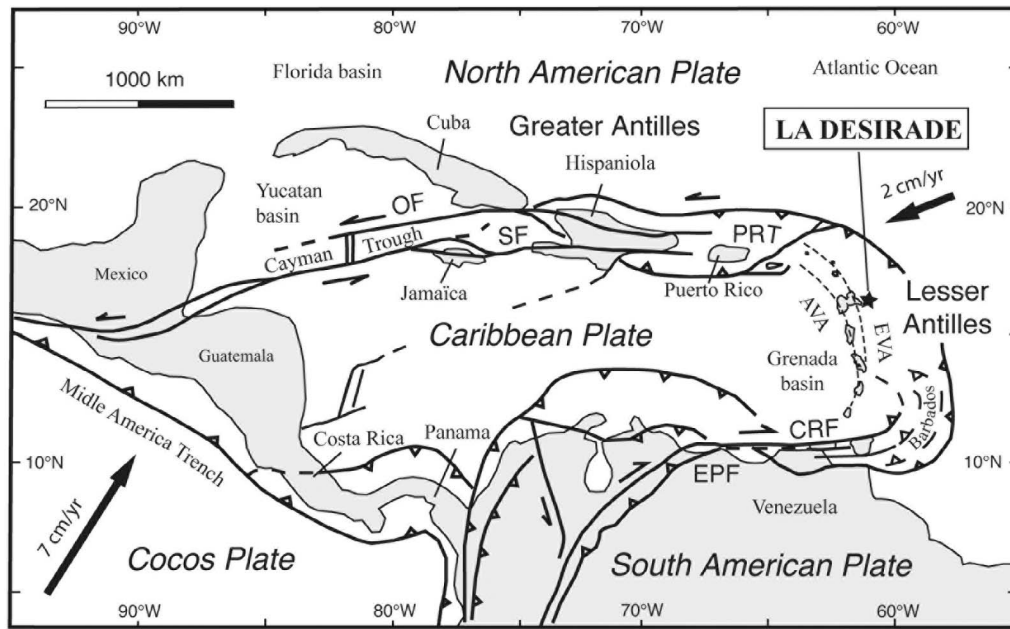 90°W
80°W
70°W
60°W
1000 km
Florida basin
North American Plate
Atlantic Ocean
Cuba
Greater Antilles
LA DESIRADE
Hispaniola
Yucatan
basin
OF
2 cm/yr
20°N
20°N
Cayman
Trough
SF
PRT
Mexico
Jamaïca
Puerto Rico
Lesser
Antilles
AVA
EVA
Caribbean Plate
Guatemala
Grenada
basin
Midle America Trench
Costa Rica
Panama
CRF
Barbados
10°N
10°N
EPF
Venezuela
7 cm/yr
Cocos Plate
South American Plate
90°W
80°W
70°W
60°W